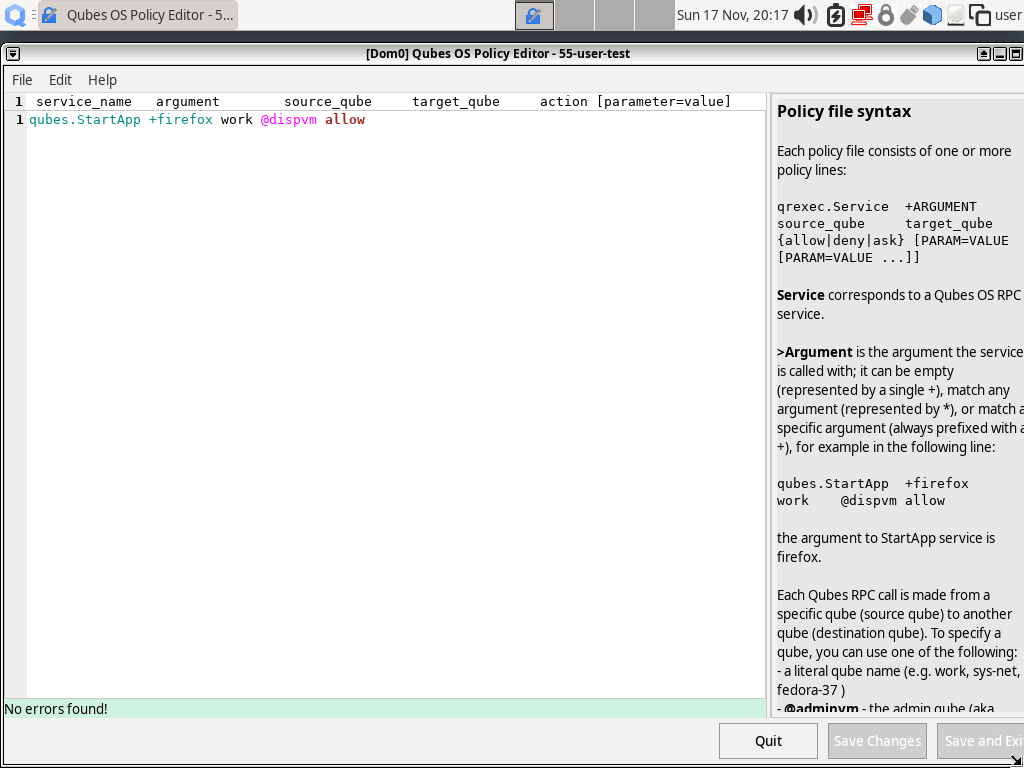 Qubes OS Policy Editor - 5...
Sun 17 Nov, 20:17
user
[Dom0] Qubes OS Policy Editor - 55-user-test
File Edit Help
1 service_name argument source_qube target_qube action [parameter=value]
1 qubes.StartApp +firefox work @dispvm allow
Policy file syntax
Each policy file consists of one or more
policy lines:
qrexec.Service +ARGUMENT
source_qube target_qube
{allow|deny|ask} [PARAM=VALUE
[PARAM=VALUE ...]]
Service corresponds to a Qubes OS RPC
service.
>Argument is the argument the service
is called with; it can be empty
(represented by a single +), match any
argument (represented by *), or match a
specific argument (always prefixed with a
+), for example in the following line:
qubes.StartApp +firefox
work @dispvm allow
the argument to StartApp service is
firefox.
Each Qubes RPC call is made from a
specific qube (source qube) to another
qube (destination qube). To specify a
qube, you can use one of the following:
- a literal qube name (e.g. work, sys-net,
fedora-37 )
- @adminvm - the admin qube (aka
No errors found!
Quit Save Changes Save and Exi